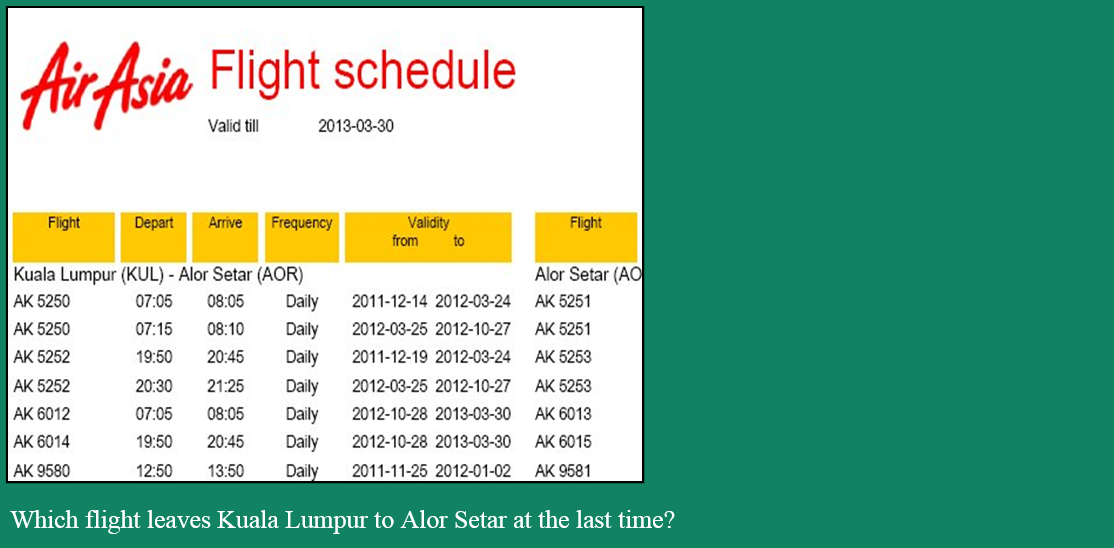 AirAsia Flight schedule
Valid till 2013-03-30
Flight Depart Arrive Frequency Validity Flight
from to
Kuala Lumpur (KUL) - Alor Setar (AOR) Alor Setar (AO
AK 5250 07:05 08:05 Daily 2011-12-14 2012-03-24 AK 5251
AK 5250 07:15 08:10 Daily 2012-03-25 2012-10-27 AK 5251
AK 5252 19:50 20:45 Daily 2011-12-19 2012-03-24 AK 5253
AK 5252 20:30 21:25 Daily 2012-03-25 2012-10-27 AK 5253
AK 6012 07:05 08:05 Daily 2012-10-28 2013-03-30 AK 6013
AK 6014 19:50 20:45 Daily 2012-10-28 2013-03-30 AK 6015
AK 9580 12:50 13:50 Daily 2011-11-25 2012-01-02 AK 9581
Which flight leaves Kuala Lumpur to Alor Setar at the last time?